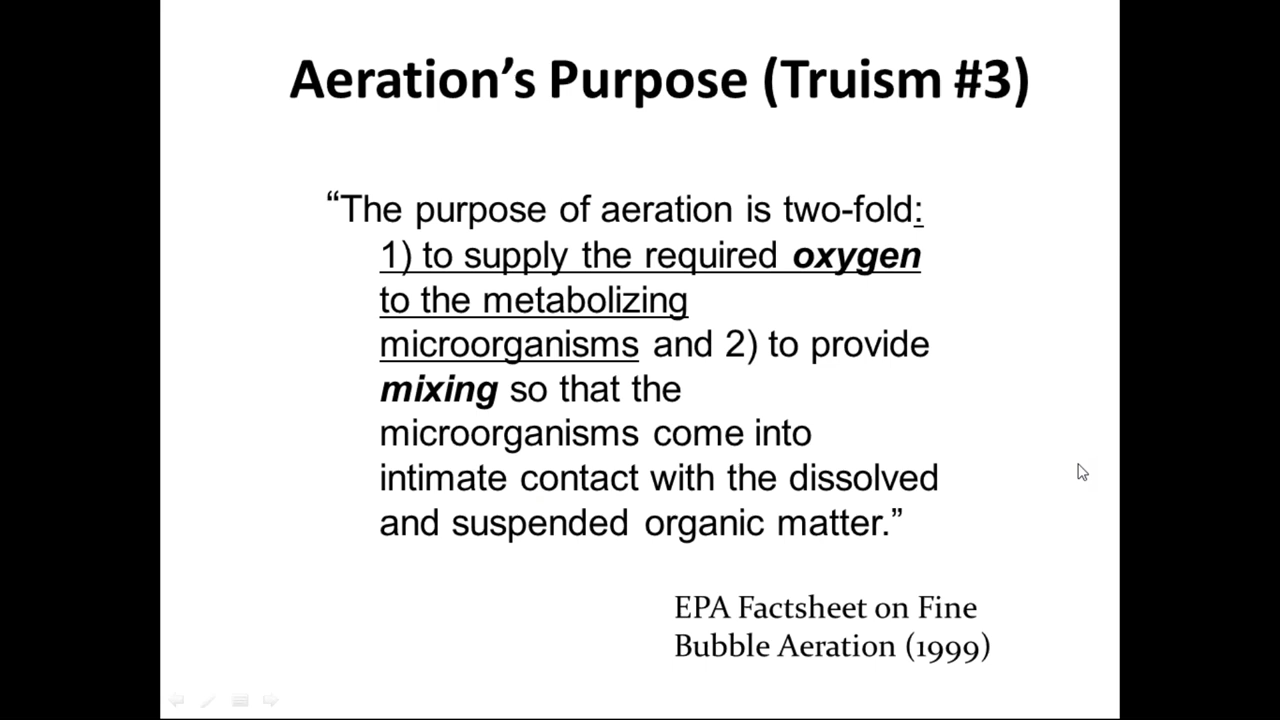 Aeration’s Purpose (Truism #3)
“The purpose of aeration is two-fold:
1) to supply the required oxygen
to the metabolizing
microorganisms and 2) to provide
mixing so that the
microorganisms come into
intimate contact with the dissolved
and suspended organic matter.”
EPA Factsheet on Fine
Bubble Aeration (1999)